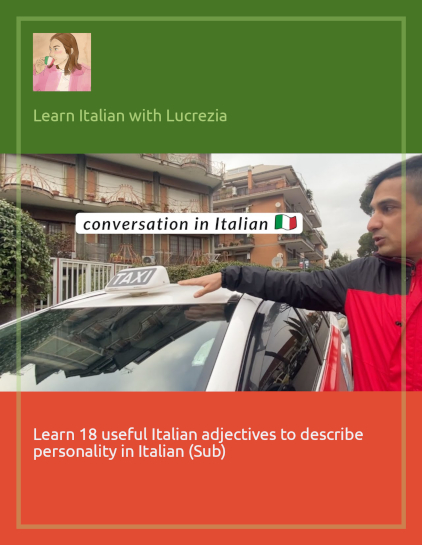 Learn Italian with Lucrezia
conversation in Italian 🇮🇹
TAXI
Learn 18 useful Italian adjectives to describe
personality in Italian (Sub)